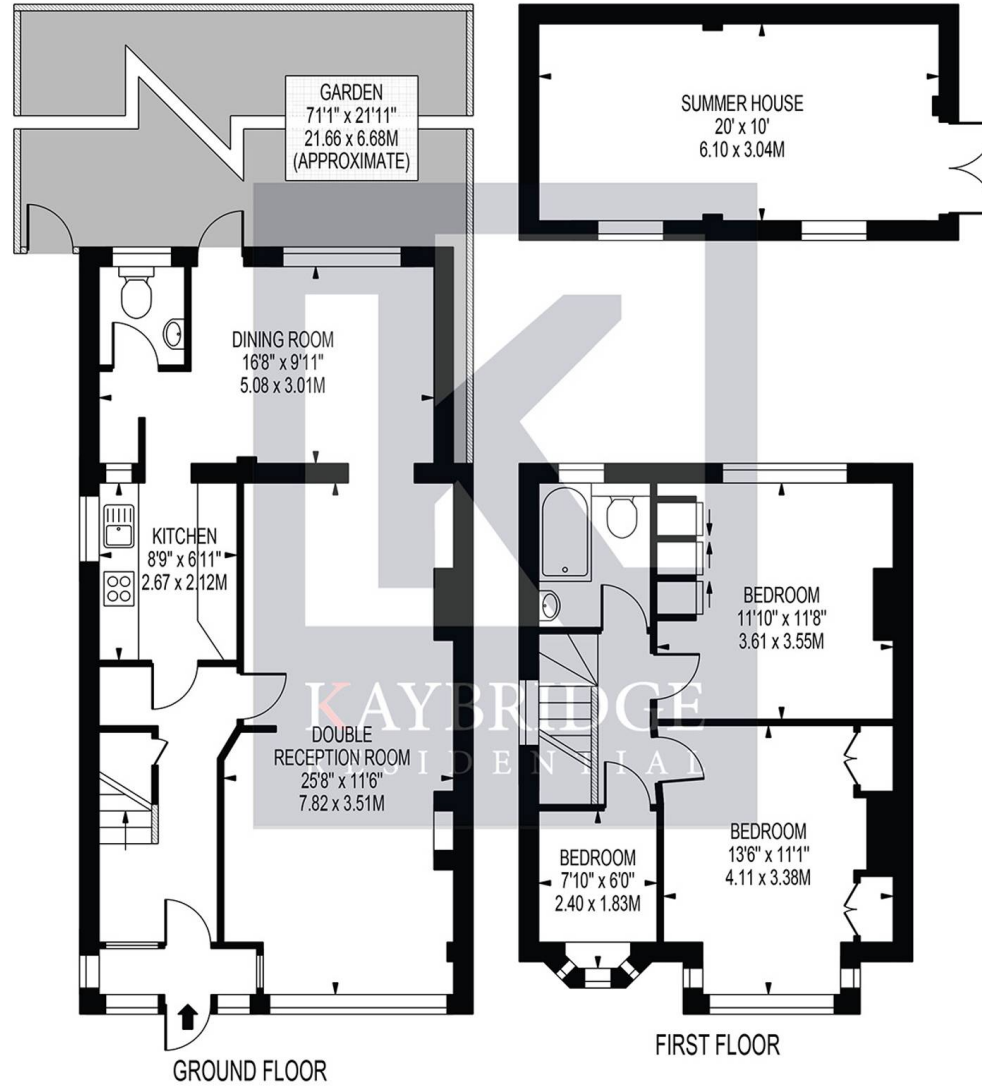 GARDEN
71'1" x 21'11"
21.66 x 6.68M
(APPROXIMATE)
SUMMER HOUSE
20' x 10'
6.10 x 3.04M
DINING ROOM
16'8" x 9'11"
5.08 x 3.01M
KITCHEN
8'9" x 6'11"
2.67 x 2.12M
BEDROOM
11'10" x 11'8"
3.61 x 3.55M
KAYBRIDGE
RESIDENTIAL
DOUBLE
RECEPTION ROOM
25'8" x 11'6"
7.82 x 3.51M
BEDROOM
7'10" x 6'0"
2.40 x 1.83M
BEDROOM
13'6" x 11'1"
4.11 x 3.38M
GROUND FLOOR
FIRST FLOOR